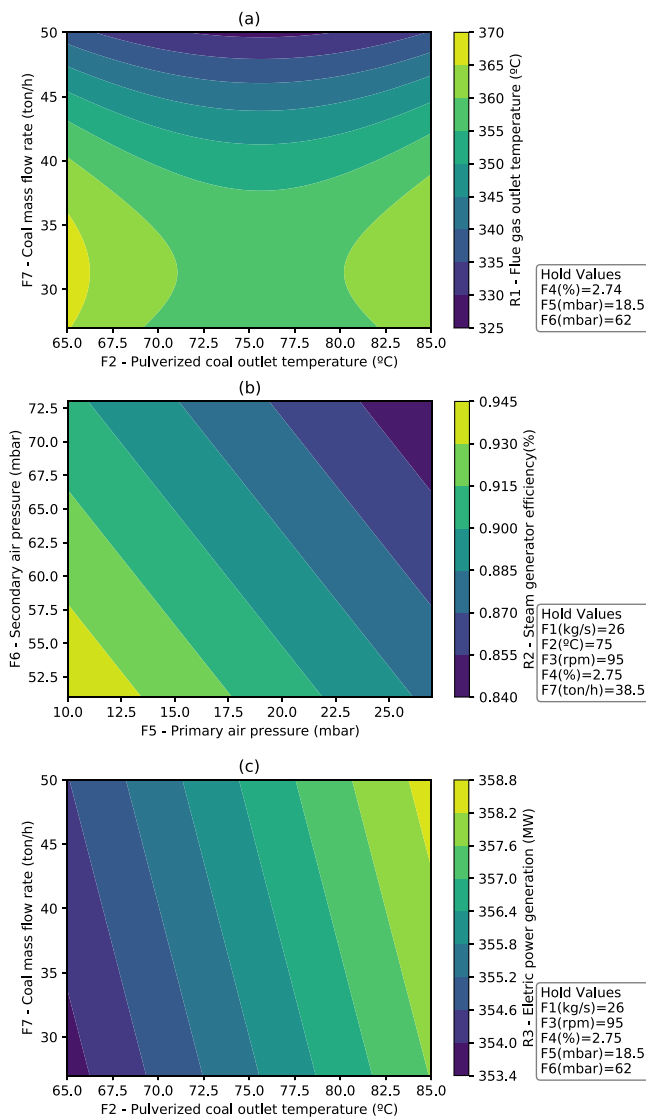 (a)
50
45
40
35
30
F7 - Coal mass flow rate (ton/h)
65.0 67.5 70.0 72.5 75.0 77.5 80.0 82.5 85.0
F2 - Pulverized coal outlet temperature (ºC)
370
365
360
355
350
345
340
335
330
325
R1 - Flue gas outlet temperature (ºC)
Hold Values
F4(%)=2.74
F5(mbar)=18.5
F6(mbar)=62
(b)
72.5
70.0
67.5
65.0
62.5
60.0
57.5
55.0
52.5
F6 - Secondary air pressure (mbar)
10.0 12.5 15.0 17.5 20.0 22.5 25.0
F5 - Primary air pressure (mbar)
0.945
0.930
0.915
0.900
0.885
0.870
0.855
0.840
R2 - Steam generator efficiency(%)
Hold Values
F1(kg/s)=26
F2(ºC)=75
F3(rpm)=95
F4(%)=2.75
F7(ton/h)=38.5
(c)
50
45
40
35
30
F7 - Coal mass flow rate (ton/h)
65.0 67.5 70.0 72.5 75.0 77.5 80.0 82.5 85.0
F2 - Pulverized coal outlet temperature (ºC)
358.8
358.2
357.6
357.0
356.4
355.8
355.2
354.6
354.0
353.4
R3 - Eletric power generation (MW)
Hold Values
F1(kg/s)=26
F3(rpm)=95
F4(%)=2.75
F5(mbar)=18.5
F6(mbar)=62